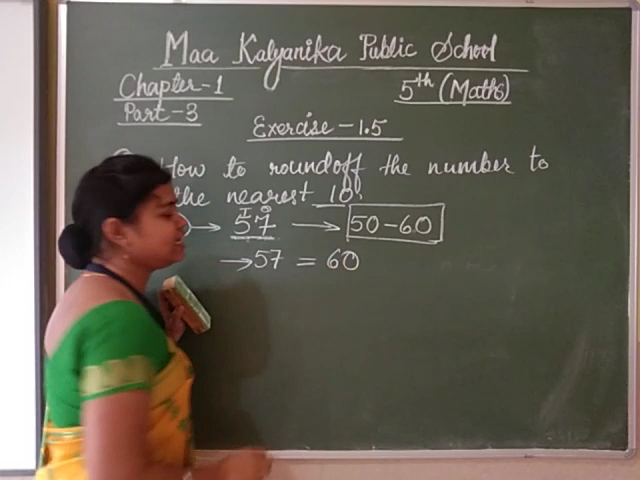 Maa Kalyanika Public School
Chapter-1 5th (Maths)
Part-3
Exercise-1.5
How to roundoff the number to
the nearest 10.
T O
→ 57 → 50-60
→ 57 = 60